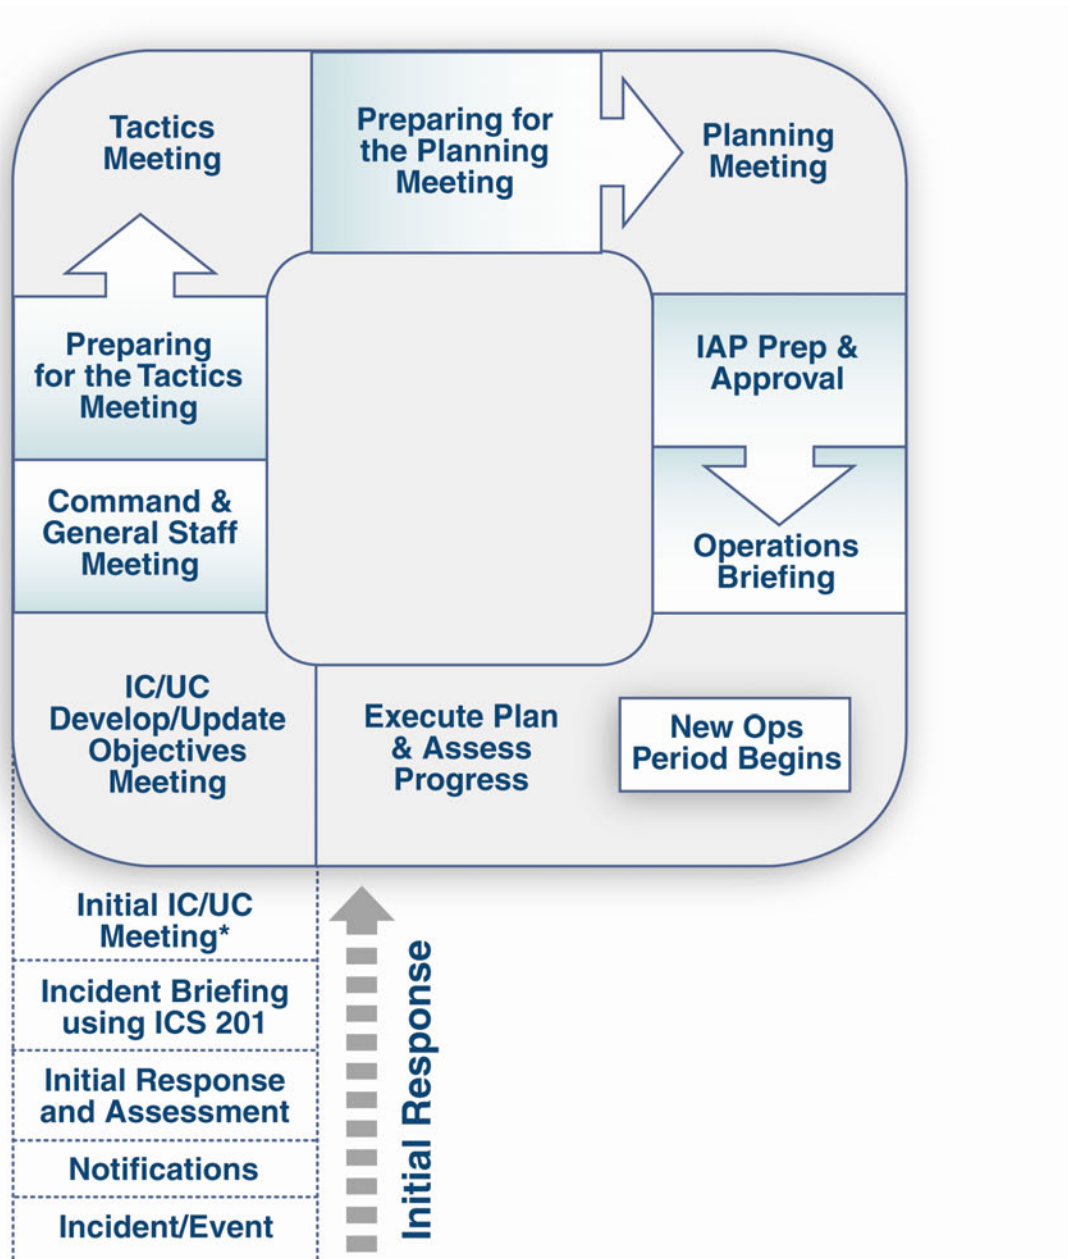 Tactics
Meeting
Preparing for
the Planning
Meeting
Planning
Meeting
Preparing
for the Tactics
Meeting
IAP Prep &
Approval
Command &
General Staff
Meeting
Operations
Briefing
IC/UC
Develop/Update
Objectives
Meeting
Execute Plan
& Assess
Progress
New Ops
Period Begins
Initial IC/UC
Meeting*
Incident Briefing
using ICS 201
Initial Response
and Assessment
Notifications
Incident/Event
Initial Response